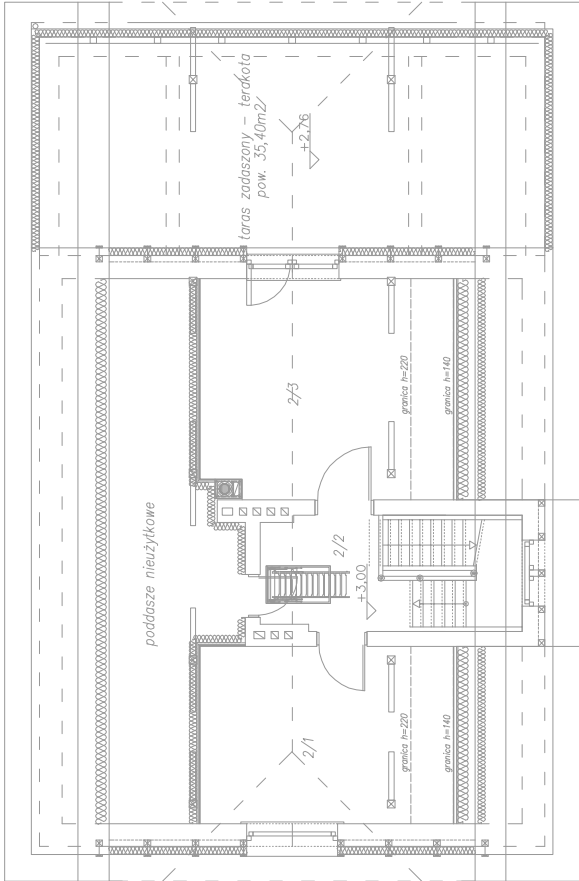 taras zadaszony – terakota
pow. 35,40m2/
+2,76
2/3
granica h=220
granica h=140
poddasze nieużytkowe
2/2
+3,00
2/1
granica h=220
granica h=140